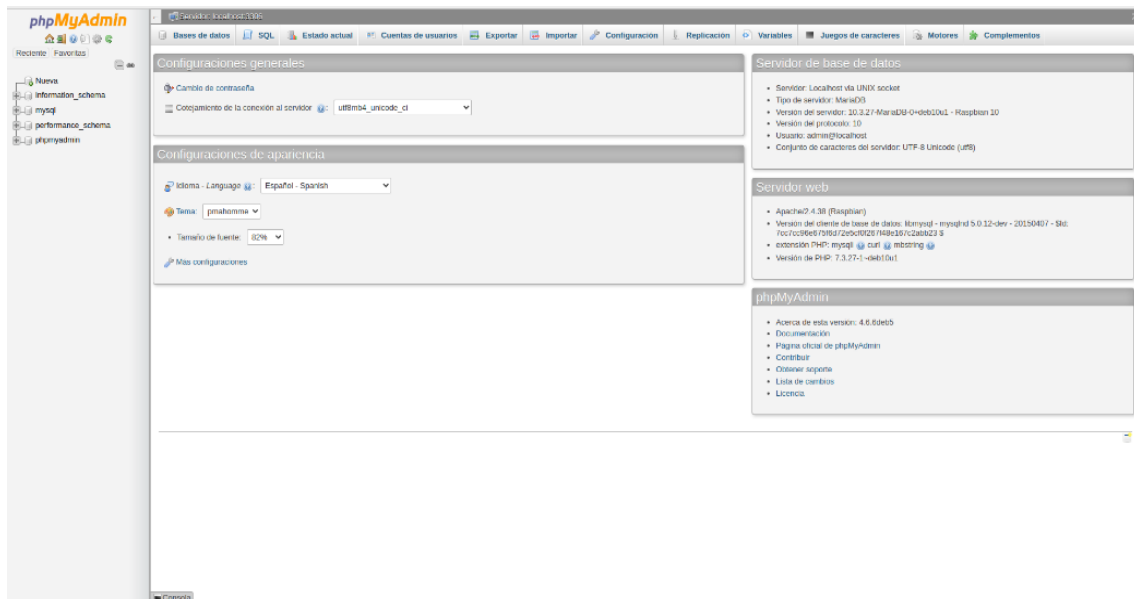 phpMyAdmin
Reciente Favoritas
Nueva
information_schema
mysql
performance_schema
phpmyadmin
Servidor: localhost:3306
Bases de datos SQL Estado actual Cuentas de usuarios Exportar Importar Configuración Replicación Variables Juegos de caracteres Motores Complementos
Configuraciones generales
Cambio de contraseña
Cotejamiento de la conexión al servidor : utf8mb4_unicode_ci
Configuraciones de apariencia
Idioma - Language : Español - Spanish
Tema: pmahomme
• Tamaño de fuente: 82%
Más configuraciones
Servidor de base de datos
• Servidor: Localhost via UNIX socket
• Tipo de servidor: MariaDB
• Versión del servidor: 10.3.27-MariaDB-0+deb10u1 - Raspbian 10
• Versión del protocolo: 10
• Usuario: admin@localhost
• Conjunto de caracteres del servidor: UTF-8 Unicode (utf8)
Servidor web
• Apache/2.4.38 (Raspbian)
• Versión del cliente de base de datos: libmysql - mysqlnd 5.0.12-dev - 20150407 - $Id:
$
• extensión PHP: mysqli curl mbstring
• Versión de PHP: 7.3.27-1~deb10u1
phpMyAdmin
• Acerca de esta versión: 4.6.6deb5
• Documentación
• Página oficial de phpMyAdmin
• Contribuir
• Obtener soporte
• Lista de cambios
• Licencia
Consola